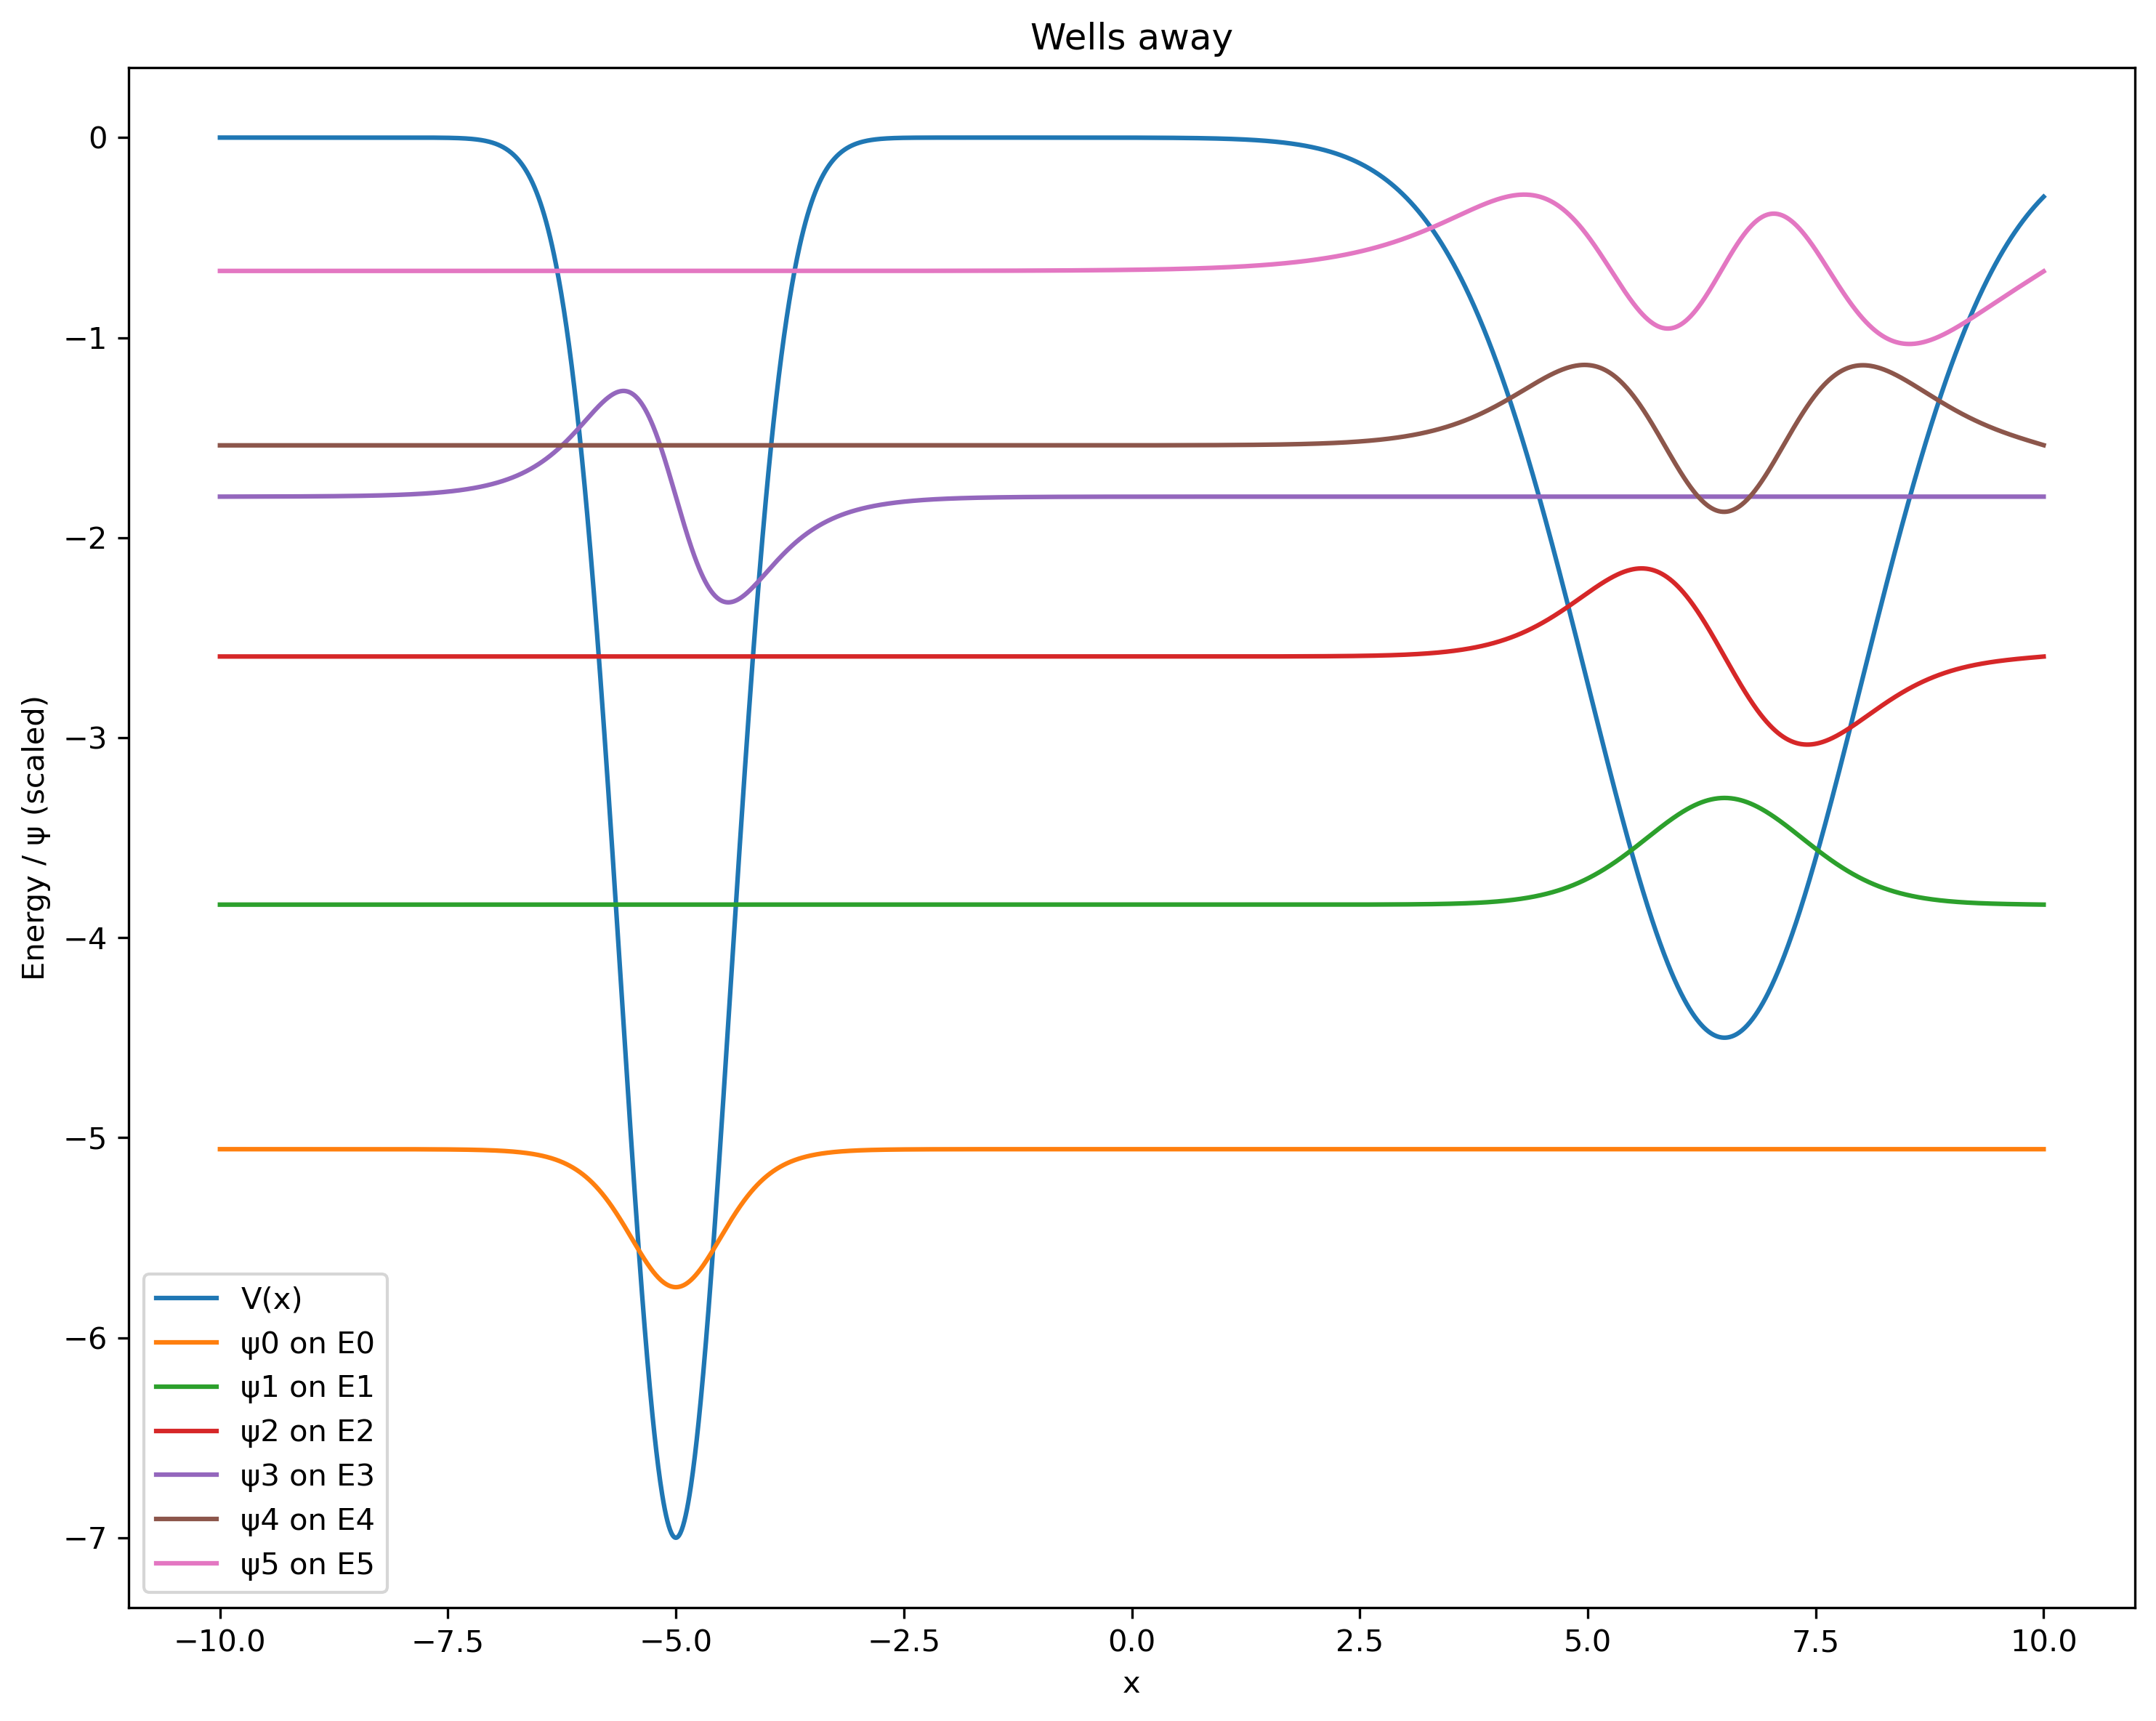 Wells away
Energy / ψ (scaled)
0
−1
−2
−3
−4
−5
−6
−7
V(x)
ψ0 on E0
ψ1 on E1
ψ2 on E2
ψ3 on E3
ψ4 on E4
ψ5 on E5
−10.0 −7.5 −5.0 −2.5 0.0 2.5 5.0 7.5 10.0
x